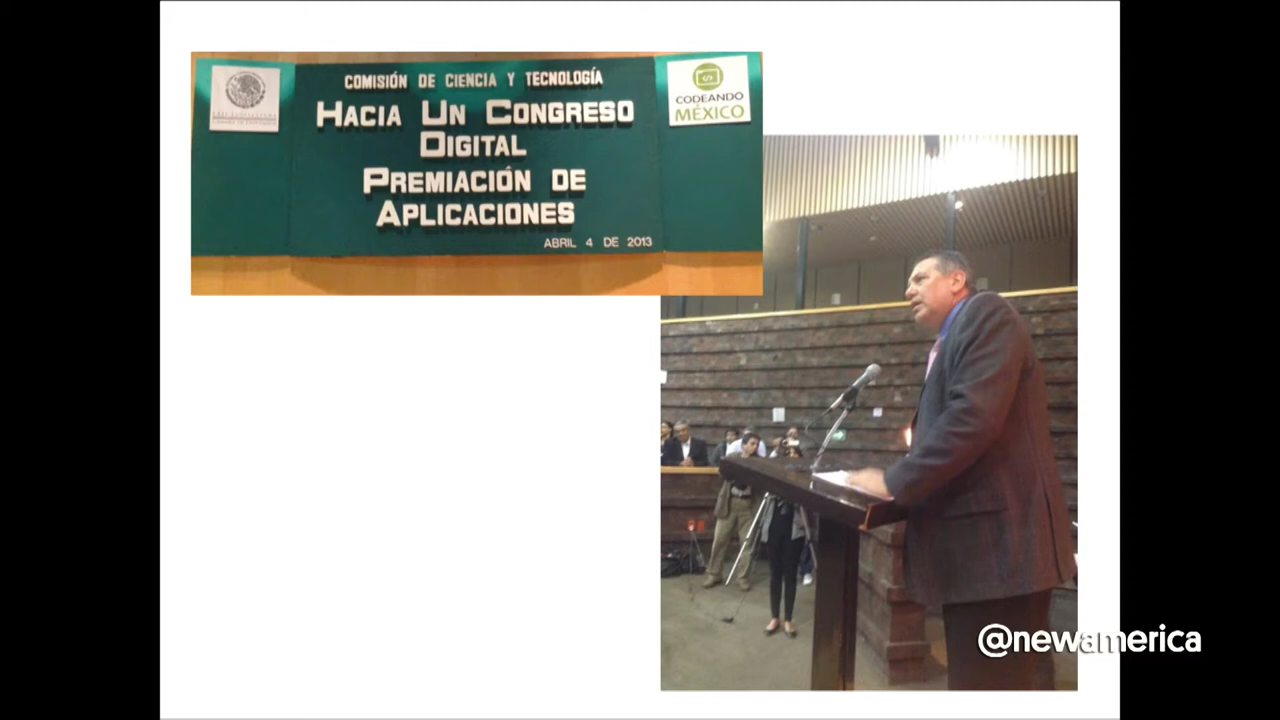 COMISIÓN DE CIENCIA Y TECNOLOGÍA
HACIA UN CONGRESO
DIGITAL
PREMIACIÓN DE
APLICACIONES
ABRIL 4 DE 2013
CODEANDO
MÉXICO
@newamerica